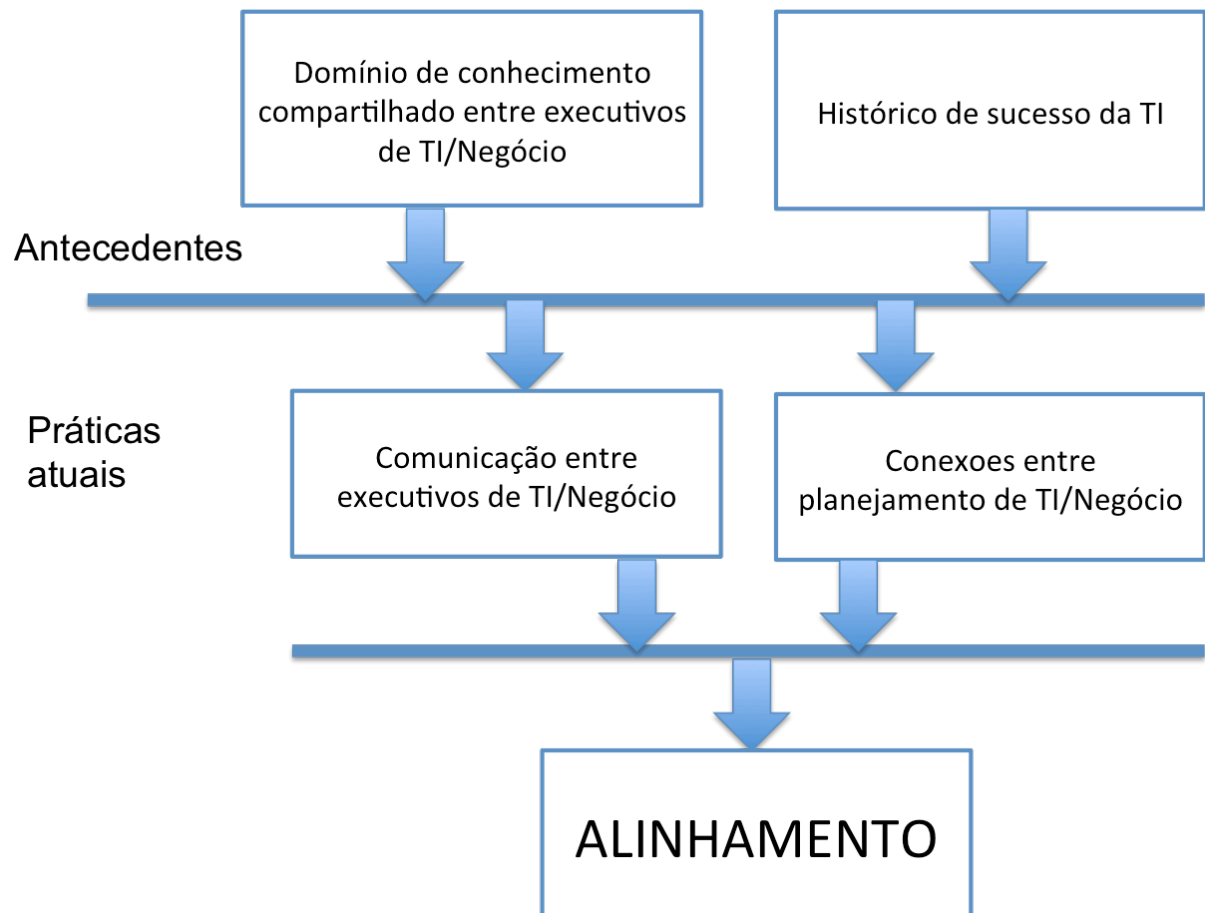 Domínio de conhecimento
compartilhado entre executivos
de TI/Negócio
Histórico de sucesso da TI
Antecedentes
Práticas
atuais
Comunicação entre
executivos de TI/Negócio
Conexoes entre
planejamento de TI/Negócio
ALINHAMENTO